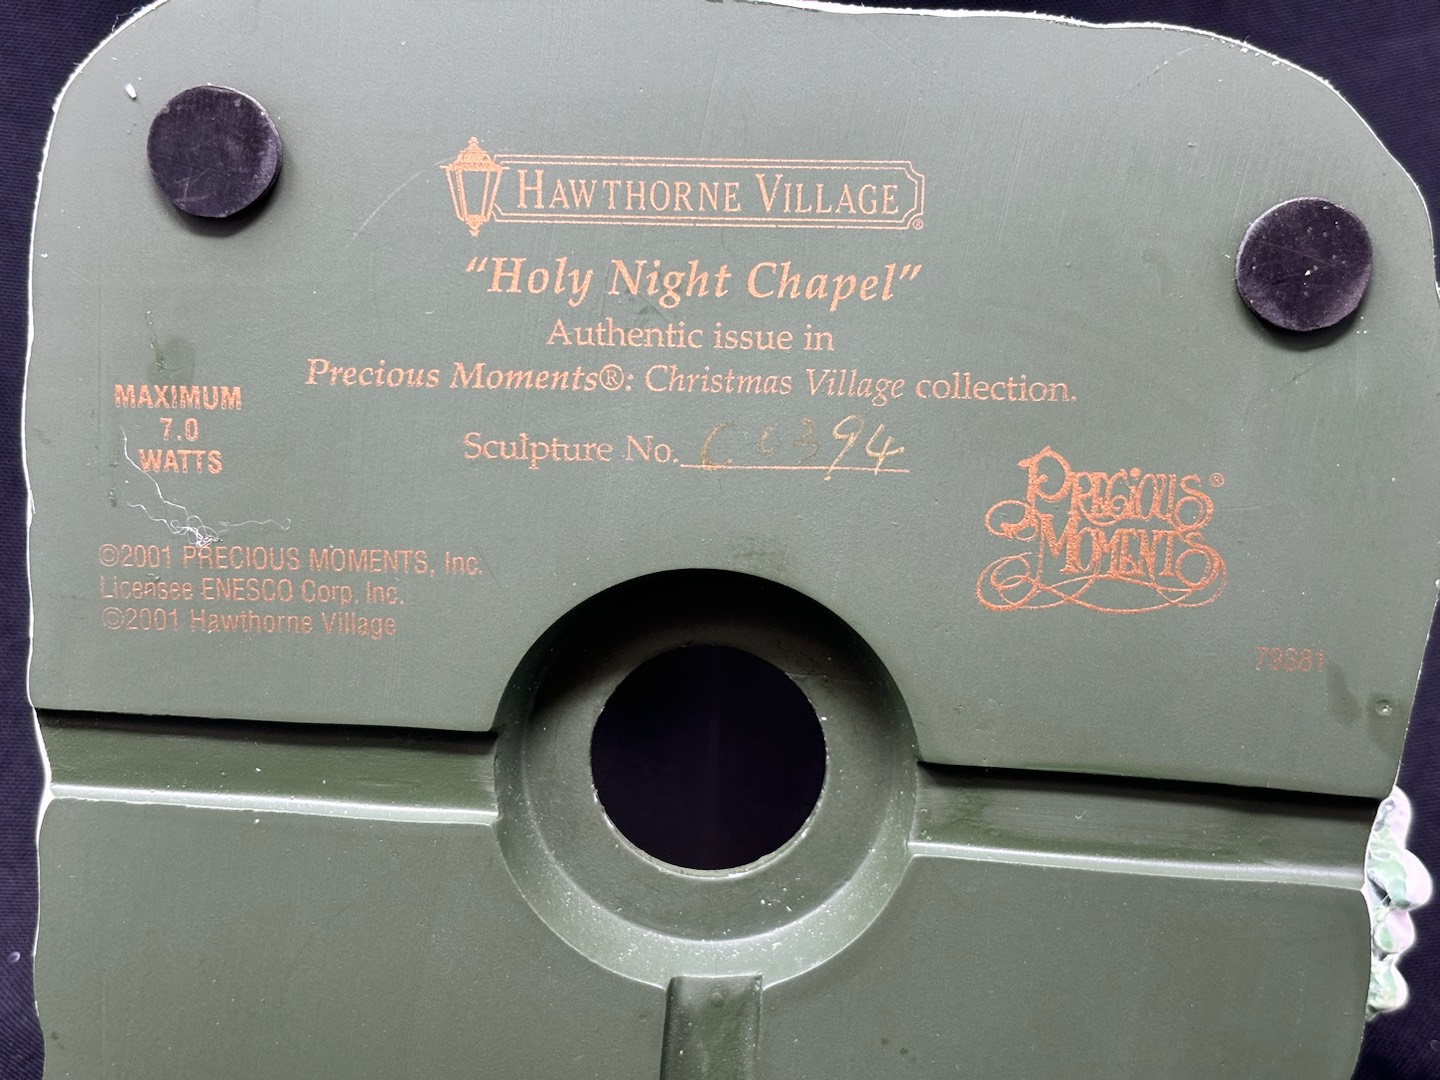 HAWTHORNE VILLAGE®
“Holy Night Chapel”
Authentic issue in
Precious Moments®: Christmas Village collection.
Sculpture No. C0394
MAXIMUM
7.0
WATTS
PRECIOUS ®
MOMENTS
©2001 PRECIOUS MOMENTS, Inc.
Licensee ENESCO Corp. Inc.
©2001 Hawthorne Village
79381